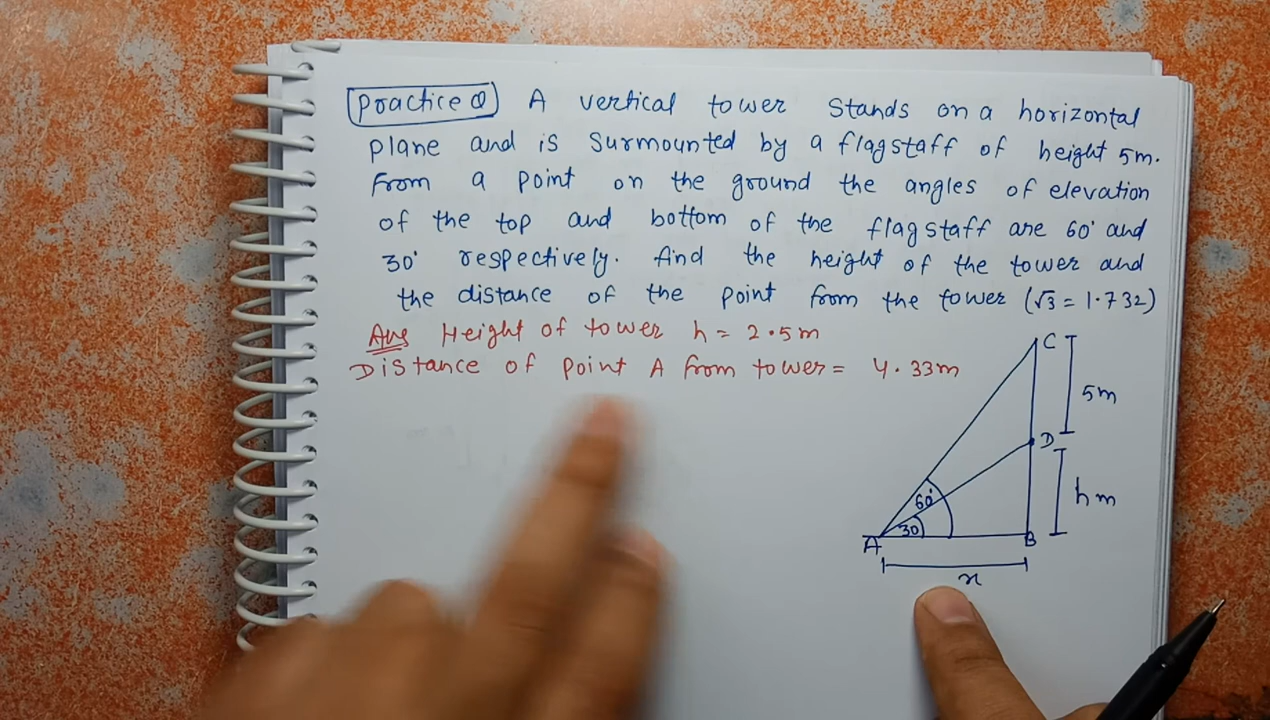 Practice Q A vertical tower stands on a horizontal
plane and is surmounted by a flagstaff of height 5m.
From a point on the ground the angles of elevation
of the top and bottom of the flagstaff are 60° and
30° respectively. find the height of the tower and
the distance of the point from the tower (√3 = 1.732)
Ans Height of tower h = 2.5m
Distance of point A from tower = 4.33m
C
5m
D
60°
hm
30
A
B
x